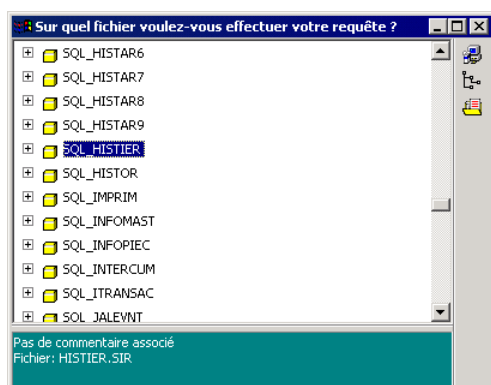 Sur quel fichier voulez-vous effectuer votre requête ?
SQL_HISTAR6
SQL_HISTAR7
SQL_HISTAR8
SQL_HISTAR9
SQL_HISTIER
SQL_HISTOR
SQL_IMPRIM
SQL_INFOMAST
SQL_INFOPIEC
SQL_INTERCUM
SQL_ITRANSAC
SQL_JALEVNT
Pas de commentaire associé
Fichier: HISTIER.SIR